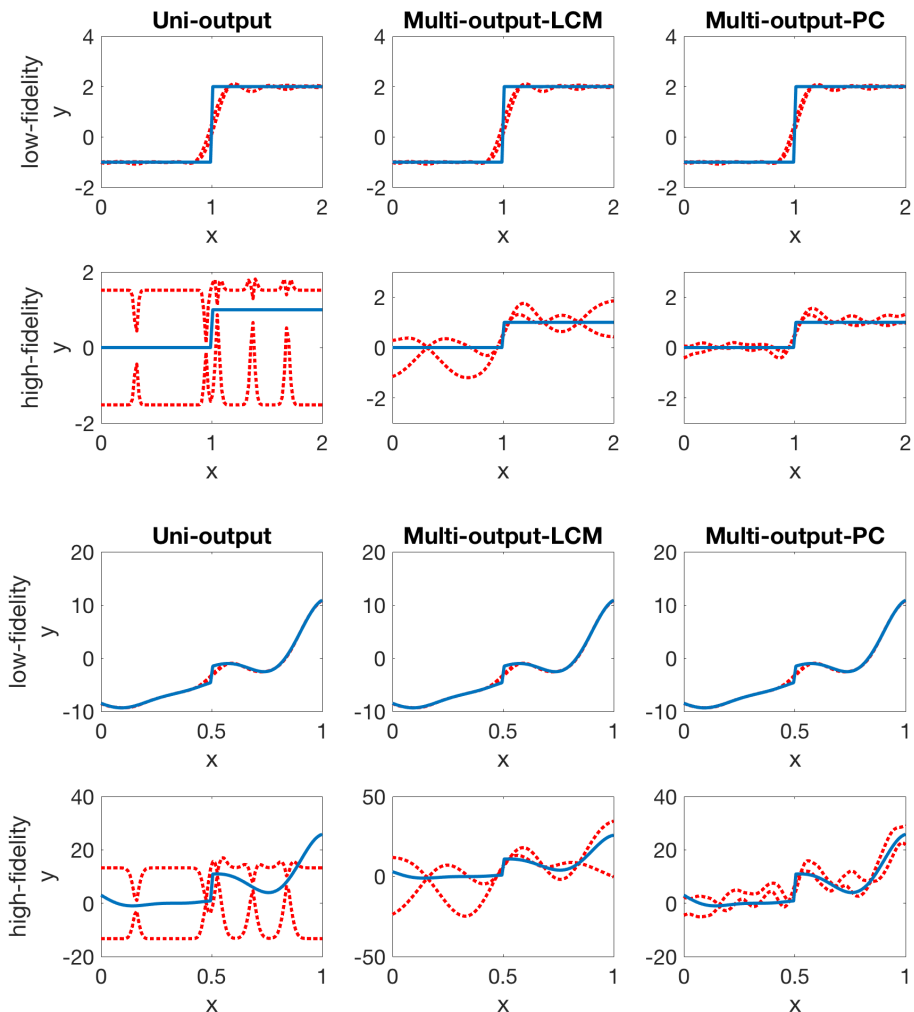 Uni-output Multi-output-LCM Multi-output-PC
low-fidelity
y
4 4 4
2 2 2
0 0 0
-2 -2 -2
0 1 2 0 1 2 0 1 2
x x x
high-fidelity
y
2 2 2
0 0 0
-2 -2 -2
0 1 2 0 1 2 0 1 2
x x x
Uni-output Multi-output-LCM Multi-output-PC
low-fidelity
y
20 20 20
10 10 10
0 0 0
-10 -10 -10
0 0.5 1 0 0.5 1 0 0.5 1
x x x
high-fidelity
y
40 50 40
20 20
0 0 0
-20 -50 -20
0 0.5 1 0 0.5 1 0 0.5 1
x x x